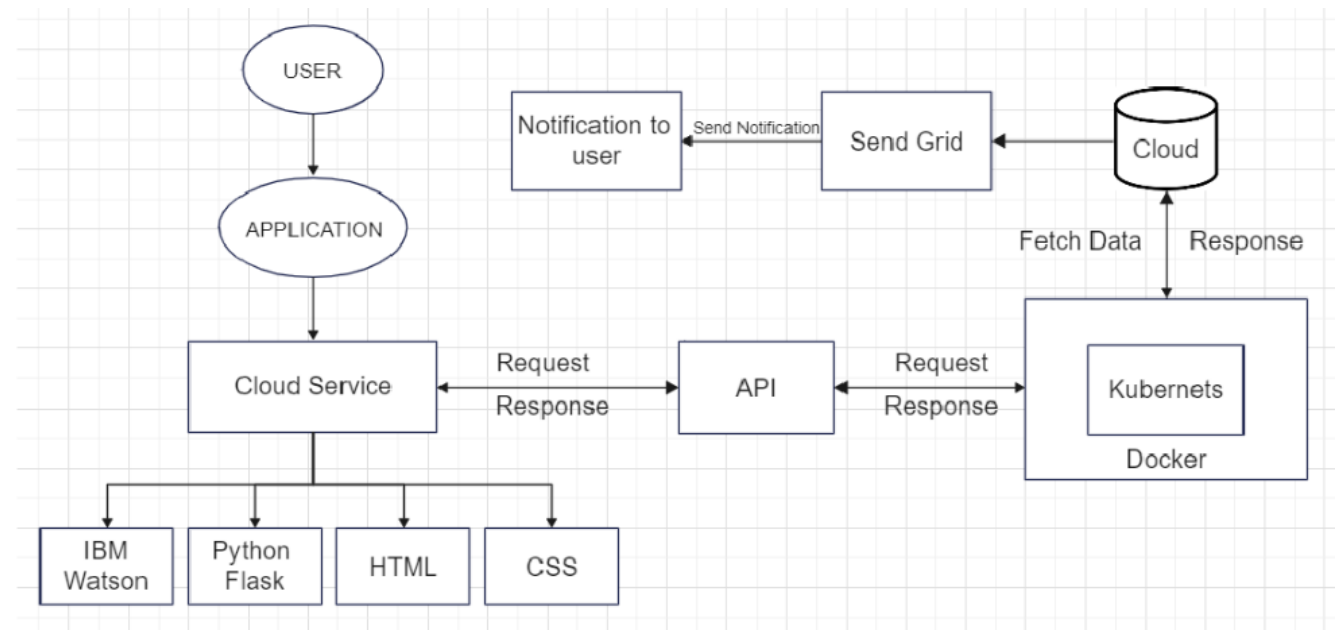 USER
Notification to
user
Send Notification
Send Grid
Cloud
APPLICATION
Fetch Data
Response
Cloud Service
Request
Response
API
Request
Response
Kubernets
Docker
IBM
Watson
Python
Flask
HTML
CSS